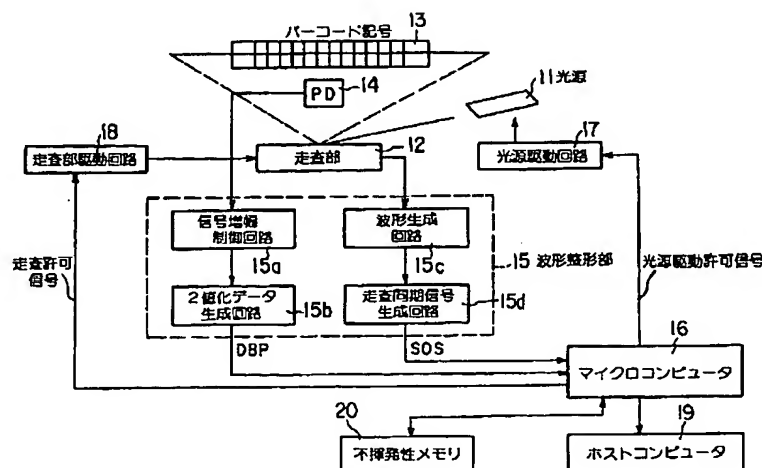 バーコード記号
13
PD
14
11 光源
18
走査部駆動回路
走査部
12
17
光源駆動回路
信号増幅
制御回路
15a
波形生成
回路
15c
15 波形整形部
走査許可
信号
光源駆動許可信号
2値化データ
生成回路
15b
走査同期信号
生成回路
15d
DBP
SOS
16
マイクロコンピュータ
20
不揮発性メモリ
19
ホストコンピュータ